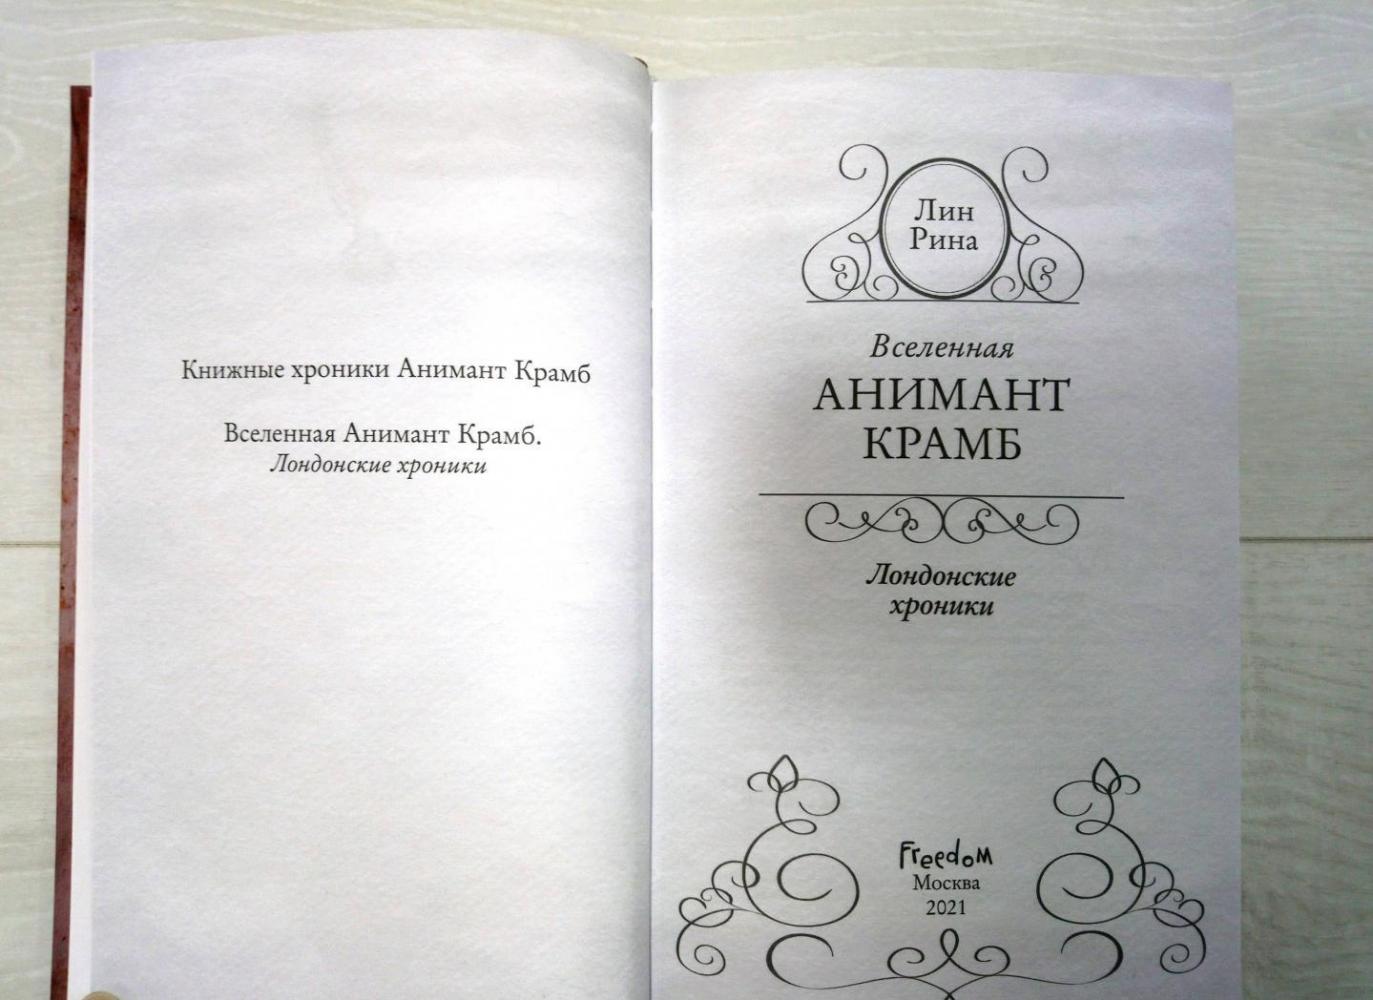 Книжные хроники Анимант Крамб
Вселенная Анимант Крамб.
Лондонские хроники
Лин
Рина
Вселенная
АНИМАНТ
КРАМБ
Лондонские
хроники
Freedom
Москва
2021